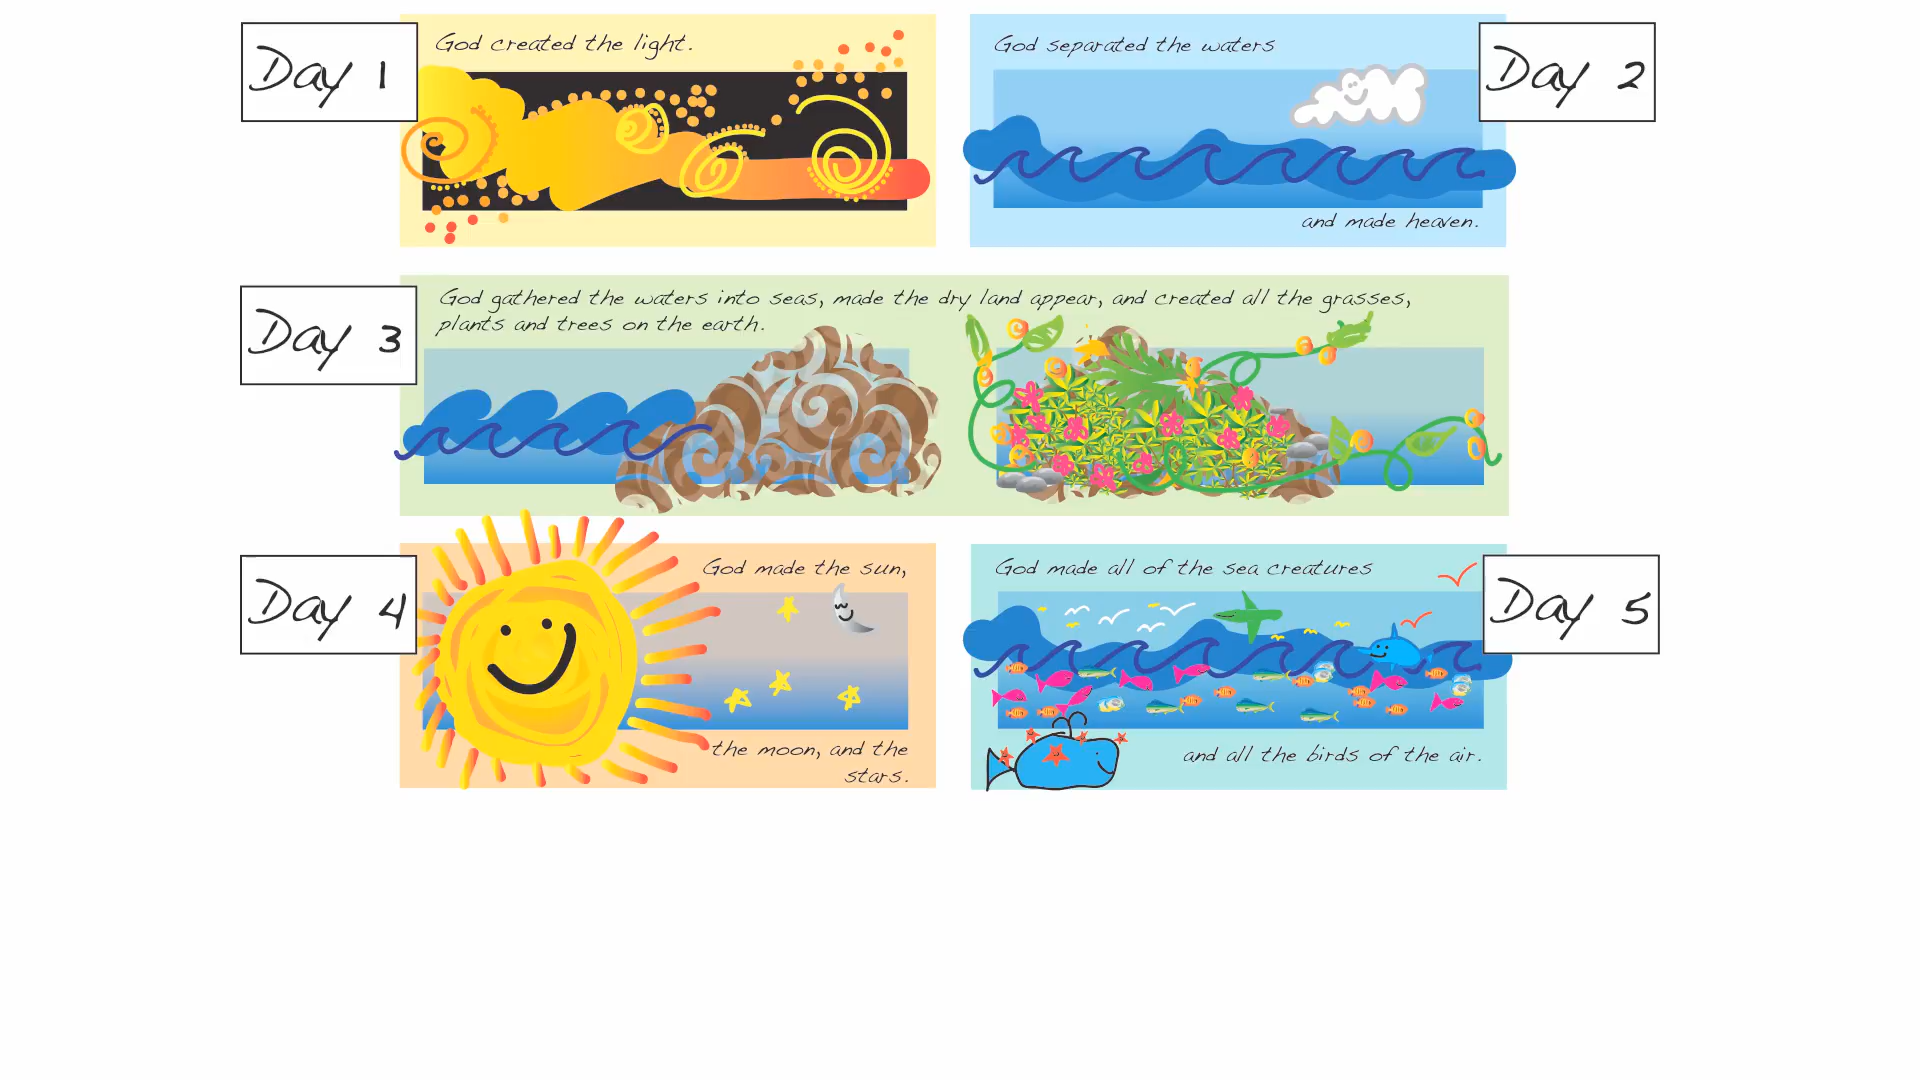 Day 1
God created the light.
God separated the waters
Day 2
and made heaven.
Day 3
God gathered the waters into seas, made the dry land appear, and created all the grasses,
plants and trees on the earth.
Day 4
God made the sun,
the moon, and the
stars.
God made all of the sea creatures
Day 5
and all the birds of the air.